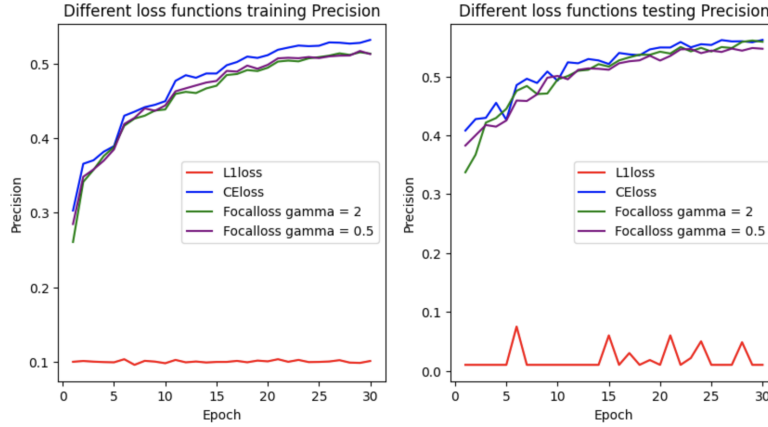 Different loss functions training Precision
Precision
0.5
0.4
0.3
0.2
0.1
L1loss
CEloss
Focalloss gamma = 2
Focalloss gamma = 0.5
0 5 10 15 20 25 30
Epoch
Different loss functions testing Precision
Precision
0.5
0.4
0.3
0.2
0.1
0.0
L1loss
CEloss
Focalloss gamma = 2
Focalloss gamma = 0.5
0 5 10 15 20 25 30
Epoch